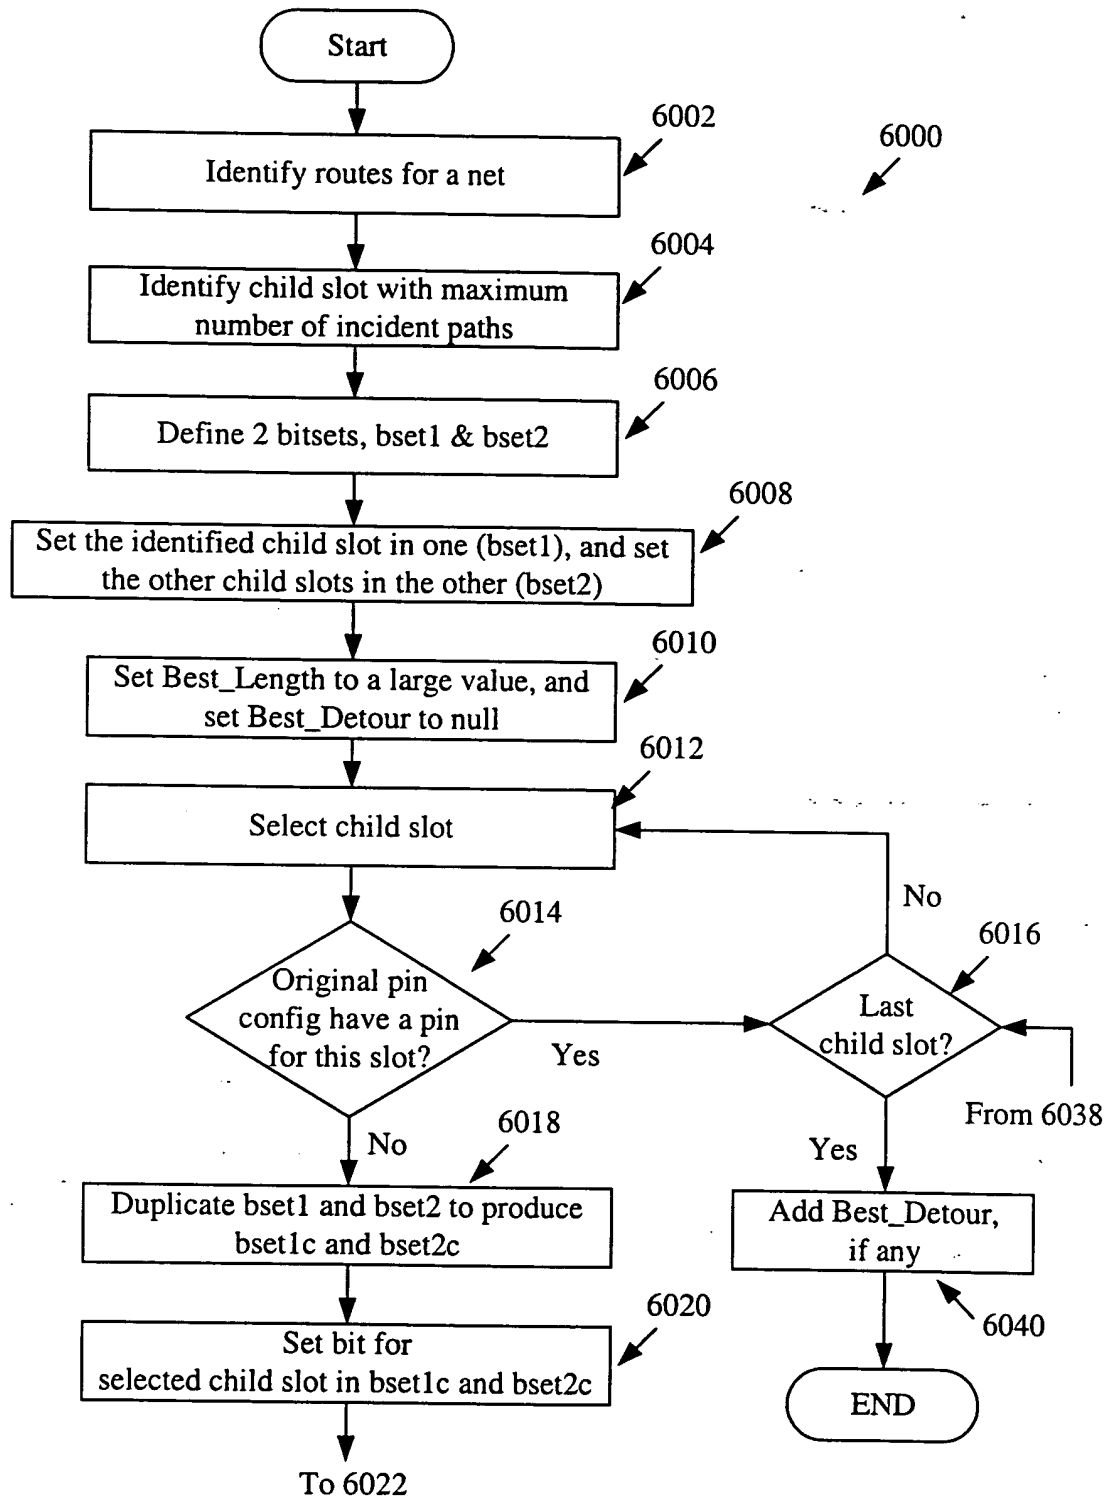 Start
6002
6000
Identify routes for a net
6004
Identify child slot with maximum
number of incident paths
6006
Define 2 bitsets, bset1 & bset2
6008
Set the identified child slot in one (bset1), and set
the other child slots in the other (bset2)
6010
Set Best_Length to a large value, and
set Best_Detour to null
6012
Select child slot
No
6014
6016
Original pin
config have a pin
for this slot?
Last
child slot?
Yes
From 6038
No
6018
Yes
Duplicate bset1 and bset2 to produce
bset1c and bset2c
Add Best_Detour,
if any
6020
6040
Set bit for
selected child slot in bset1c and bset2c
END
To 6022